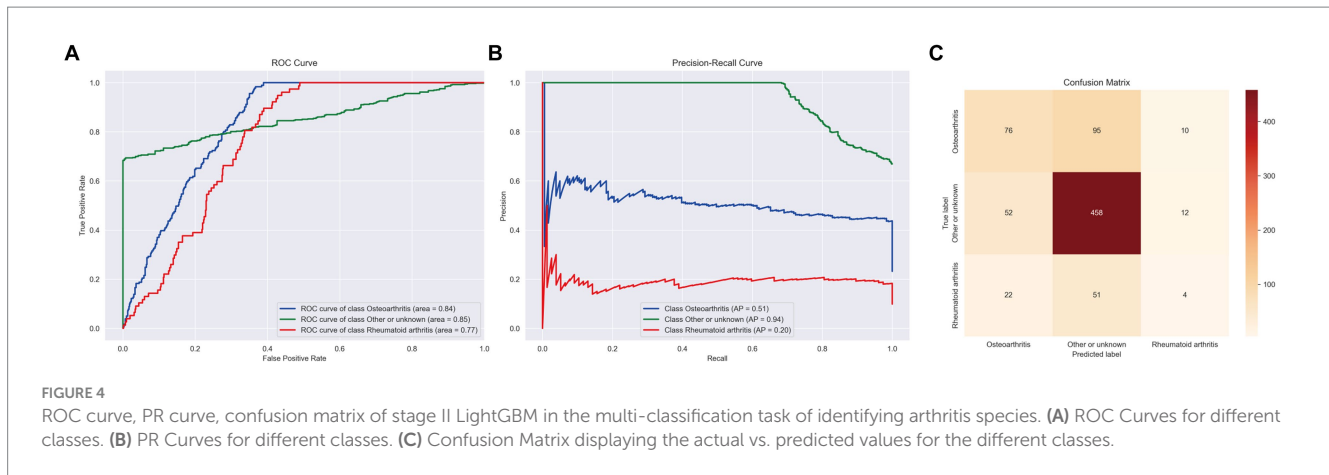 A
ROC Curve
True Positive Rate
1.0
0.8
0.6
0.4
0.2
0.0
ROC curve of class Osteoarthritis (area = 0.84)
ROC curve of class Other or unknown (area = 0.85)
ROC curve of class Rheumatoid arthritis (area = 0.77)
0.0 0.2 0.4 0.6 0.8 1.0
False Positive Rate
B
Precision-Recall Curve
Precision
1.0
0.8
0.6
0.4
0.2
0.0
Class Osteoarthritis (AP = 0.51)
Class Other or unknown (AP = 0.94)
Class Rheumatoid arthritis (AP = 0.20)
0.0 0.2 0.4 0.6 0.8 1.0
Recall
C
Confusion Matrix
True label
Osteoarthritis
76 95 10
Other or unknown
52 458 12
Rheumatoid arthritis
22 51 4
Osteoarthritis Other or unknown Rheumatoid arthritis
Predicted label
400
300
200
100
FIGURE 4
ROC curve, PR curve, confusion matrix of stage II LightGBM in the multi-classification task of identifying arthritis species. (A) ROC Curves for different
classes. (B) PR Curves for different classes. (C) Confusion Matrix displaying the actual vs. predicted values for the different classes.